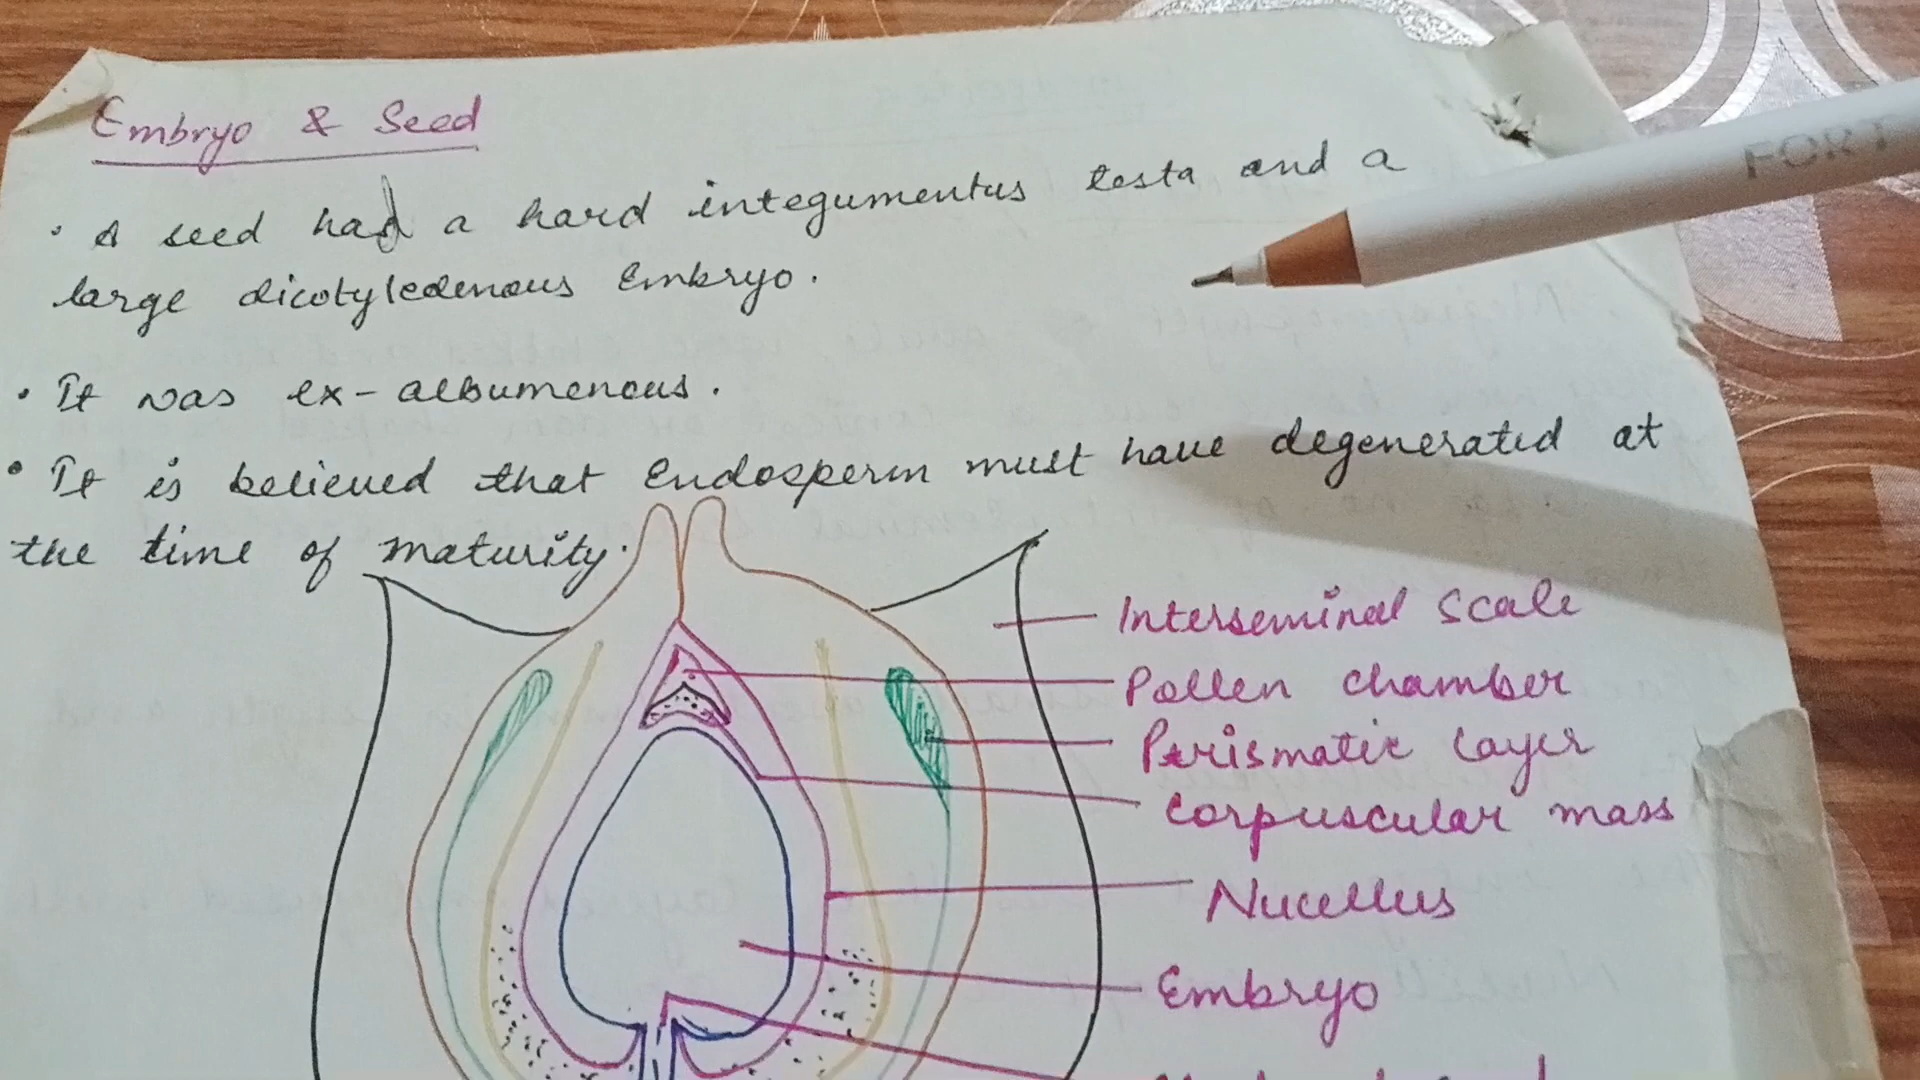 Embryo & Seed
• A seed had a hard integumentus testa and a
large dicotyledenous Embryo.
• It was ex-albumenous.
• It is believed that Endosperm must have degenerated at
the time of maturity.
Interseminal Scale
Pollen chamber
Prismatic Layer
Corpuscular mass
Nucellus
Embryo
FORT